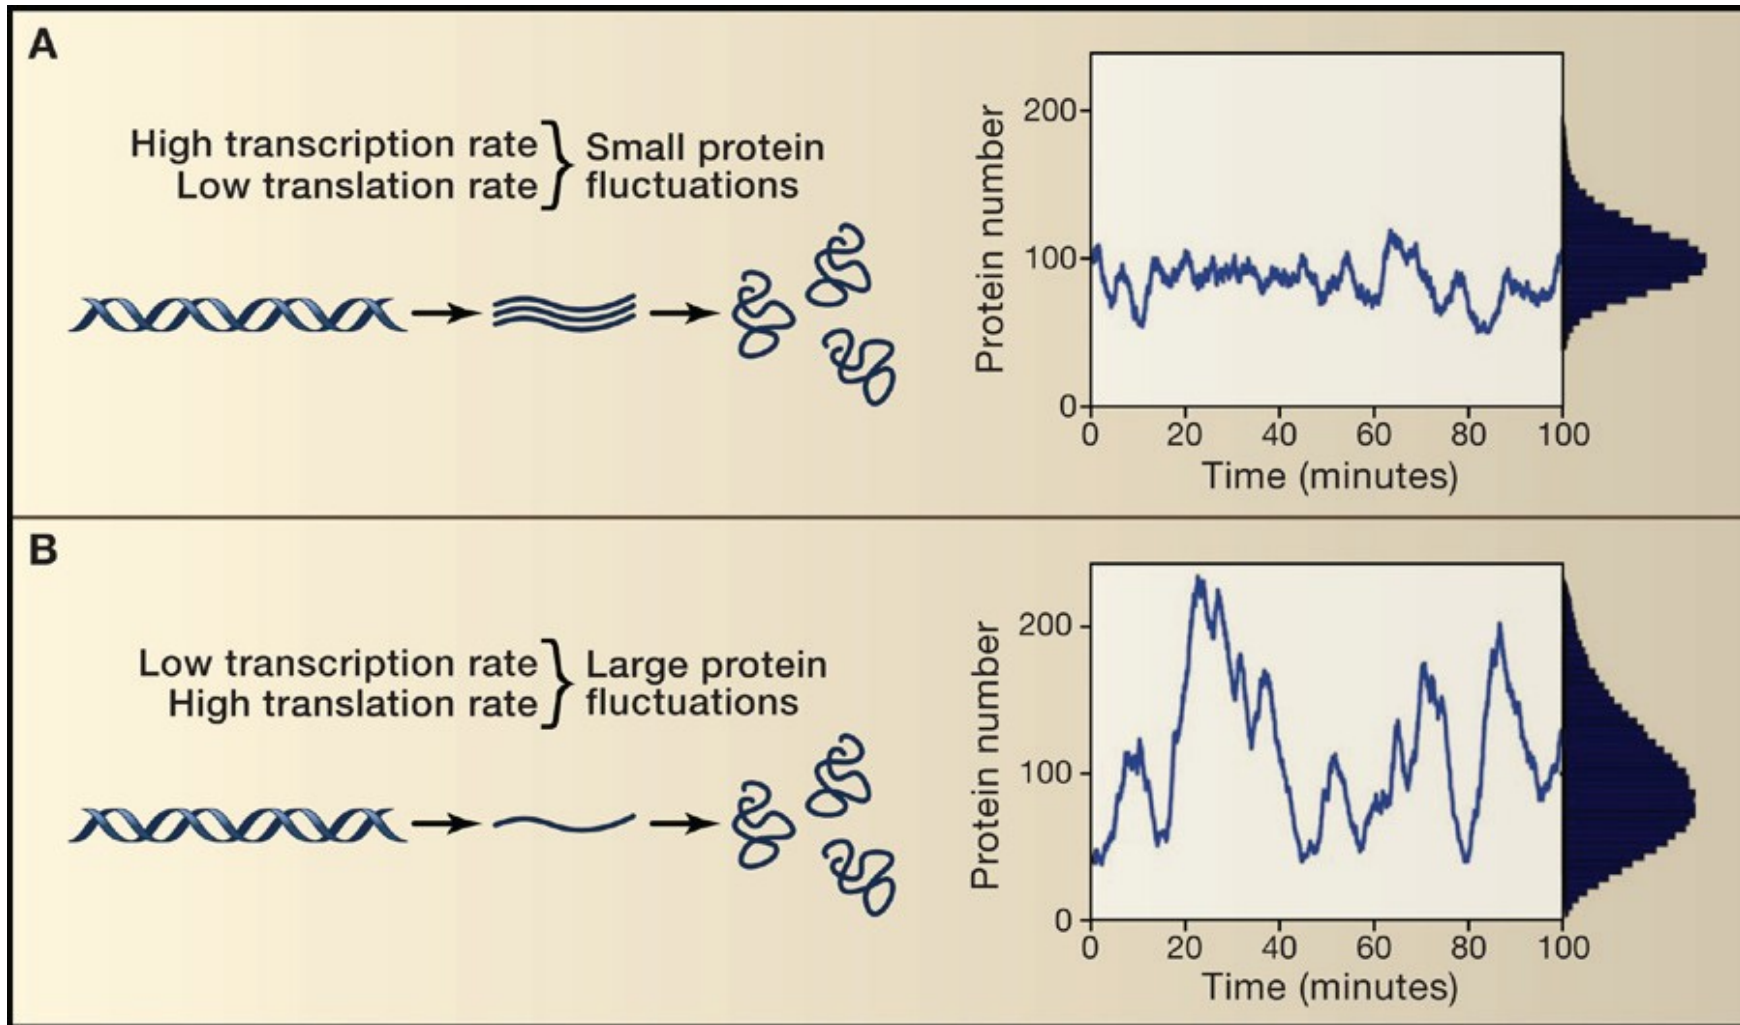 A
High transcription rate
Low translation rate
Small protein
fluctuations
Protein number
200
100
0
0 20 40 60 80 100
Time (minutes)
B
Low transcription rate
High translation rate
Large protein
fluctuations
Protein number
200
100
0
0 20 40 60 80 100
Time (minutes)